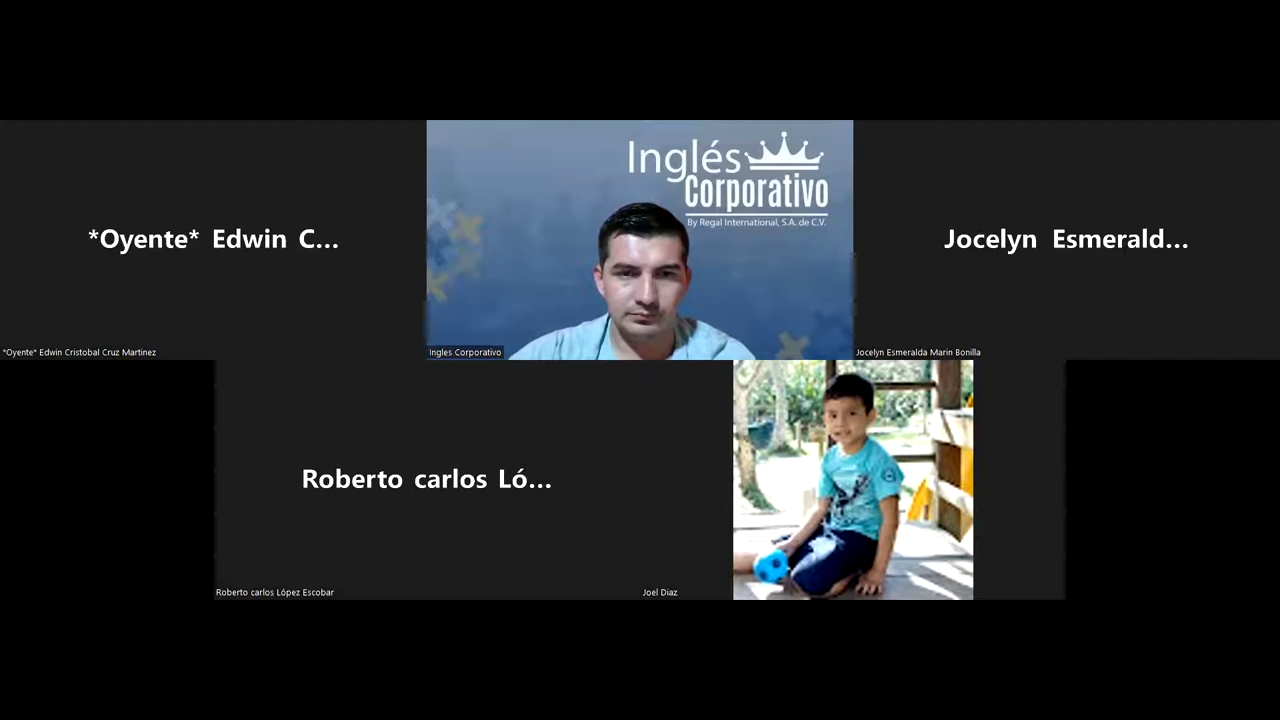 *Oyente* Edwin C...
*Oyente* Edwin Cristobal Cruz Martinez
Inglés
Corporativo
By Regal International, S.A. de C.V.
Ingles Corporativo
Jocelyn Esmerald...
Jocelyn Esmeralda Marin Bonilla
Roberto carlos Ló...
Roberto carlos López Escobar
Joel Diaz